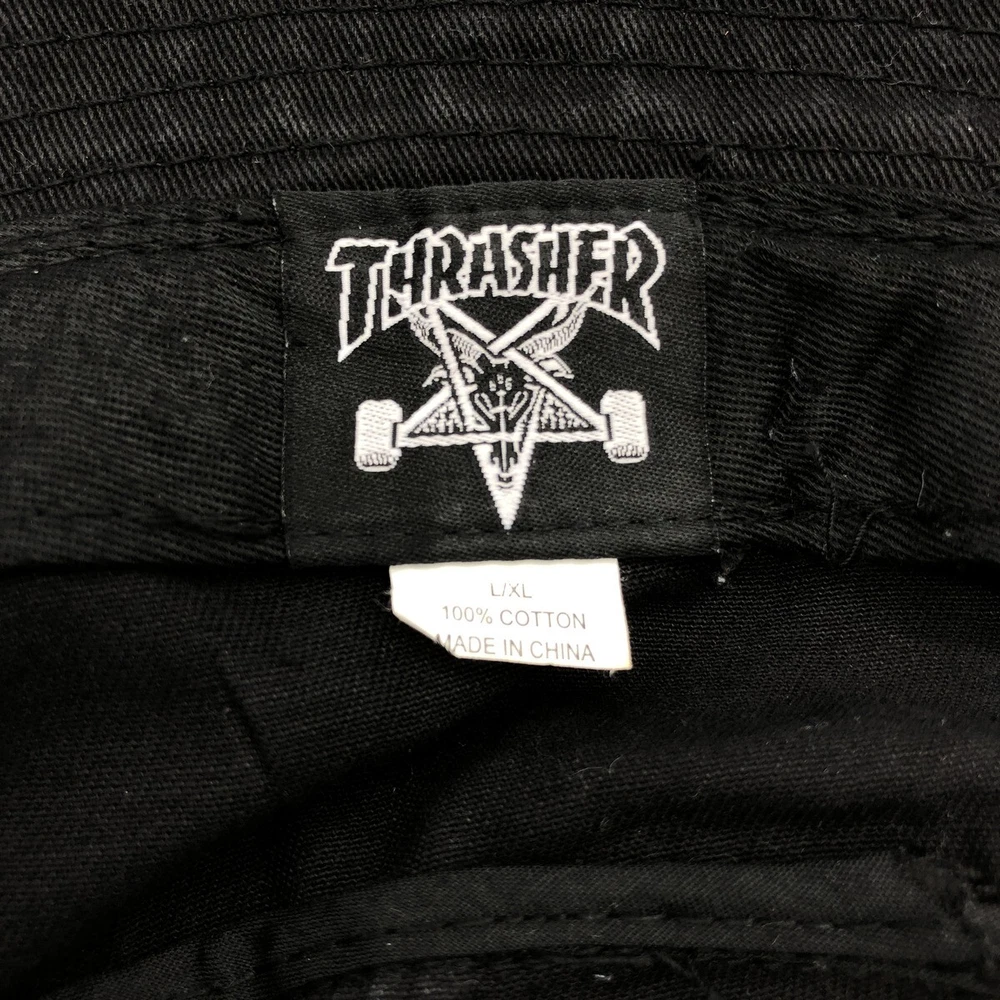 THRASHER
L/XL
100% COTTON
MADE IN CHINA